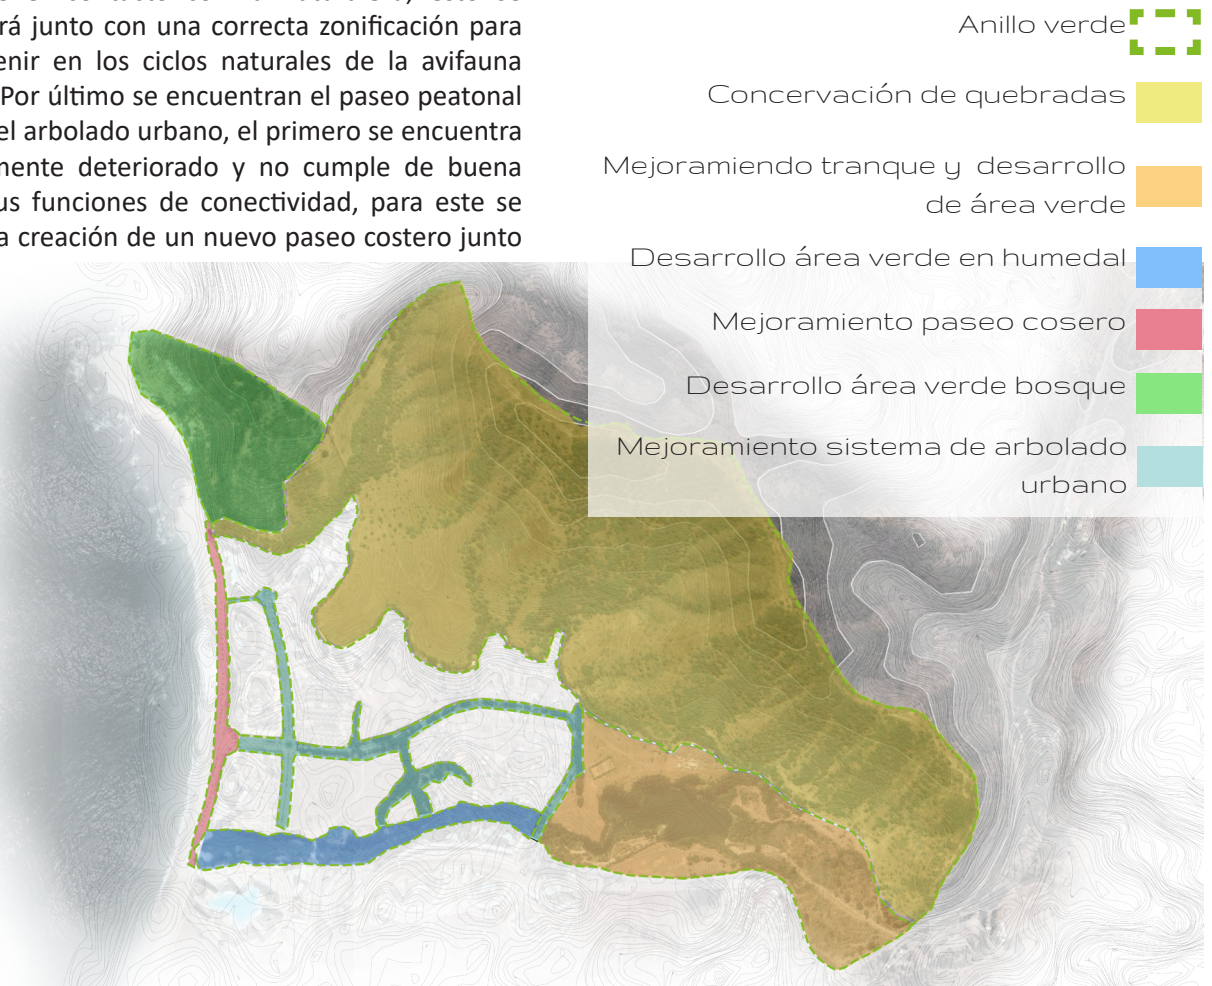 rá junto con una correcta zonificación para
enir en los ciclos naturales de la avifauna
Por último se encuentran el paseo peatonal
el arbolado urbano, el primero se encuentra
mente deteriorado y no cumple de buena
us funciones de conectividad, para este se
a creación de un nuevo paseo costero junto
Anillo verde
Concervación de quebradas
Mejoramiendo tranque y desarrollo
de área verde
Desarrollo área verde en humedal
Mejoramiento paseo cosero
Desarrollo área verde bosque
Mejoramiento sistema de arbolado
urbano